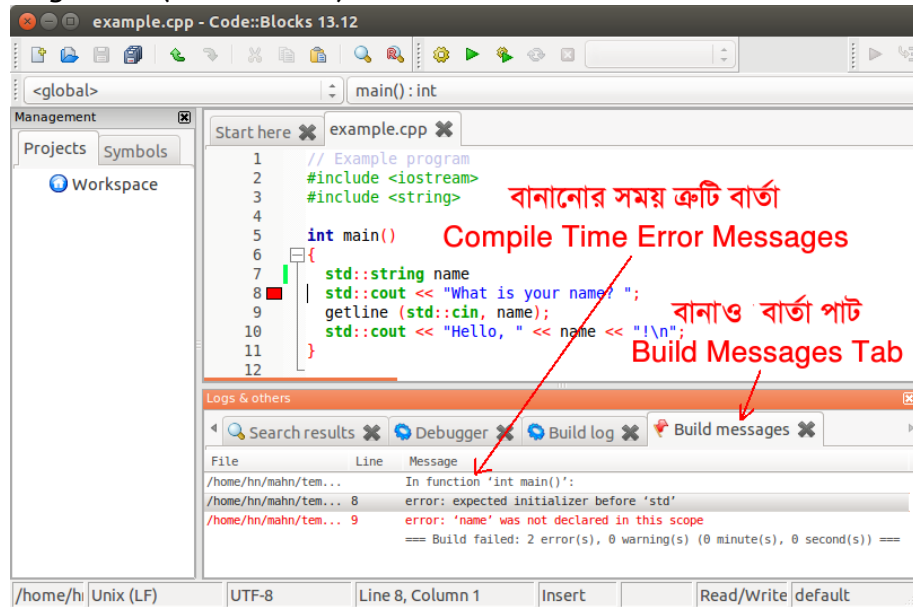 example.cpp - Code::Blocks 13.12
<global>
main() : int
Management
Projects Symbols
Workspace
Start here example.cpp
1 // Example program
2 #include <iostream>
3 #include <string>
4
5 int main()
6 {
7 std::string name
8 std::cout << "What is your name? ";
9 getline (std::cin, name);
10 std::cout << "Hello, " << name << "!\n";
11 }
12
বানানোর সময় ত্রুটি বার্তা
Compile Time Error Messages
বানাও বার্তা পাট
Build Messages Tab
Logs & others
Search results Debugger Build log Build messages
File Line Message
/home/hn/mahn/tem... In function ‘int main()’:
/home/hn/mahn/tem... 8 error: expected initializer before ‘std’
/home/hn/mahn/tem... 9 error: ‘name’ was not declared in this scope
=== Build failed: 2 error(s), 0 warning(s) (0 minute(s), 0 second(s)) ===
/home/h Unix (LF) UTF-8 Line 8, Column 1 Insert Read/Write default